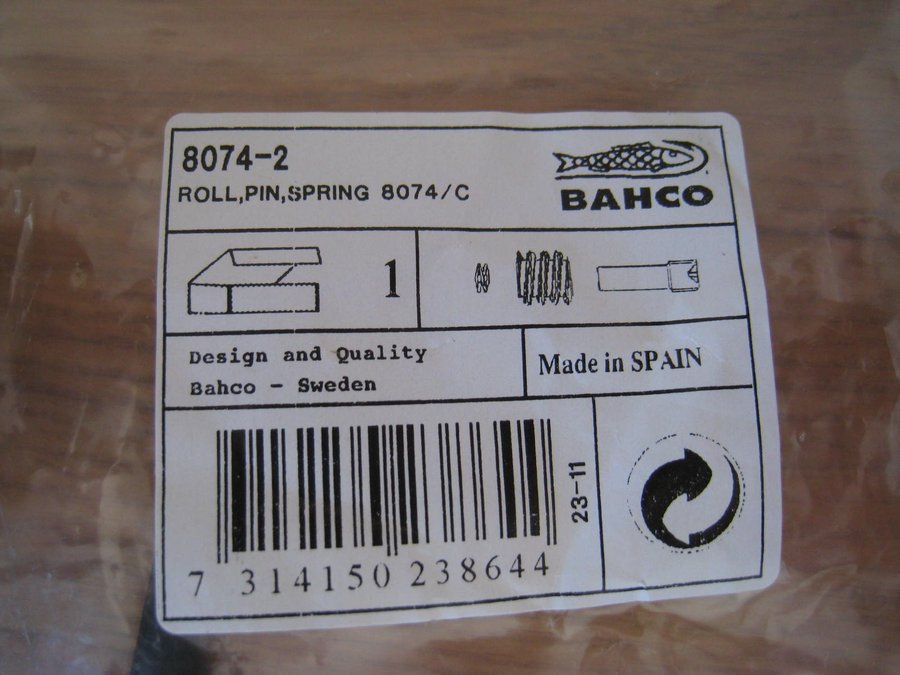 8074-2
ROLL,PIN,SPRING 8074/C
BAHCO
1
Design and Quality
Bahco - Sweden
Made in SPAIN
23-11
7 314150 238644